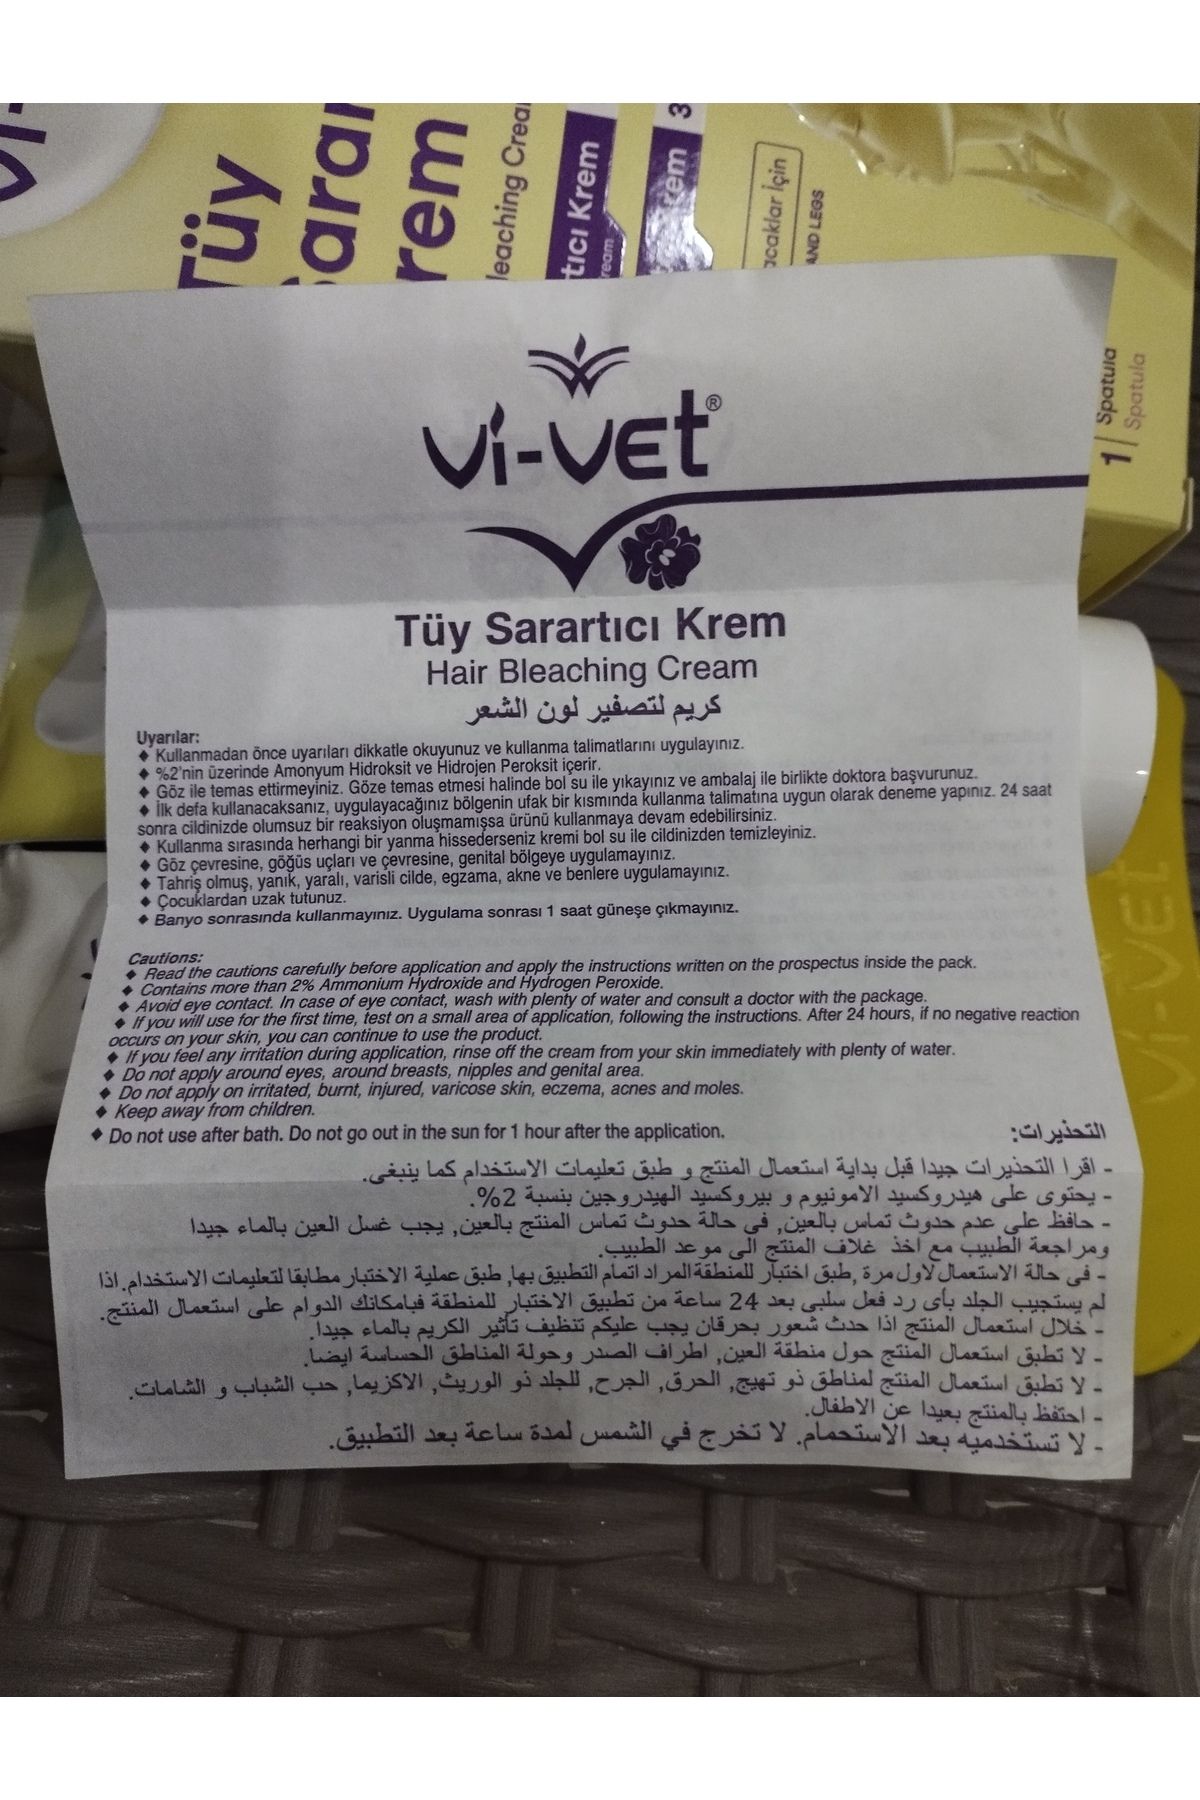 Tüy
Krem
tıcı Krem
ream
rem 3
acaklar İçin
AND LEGS
1 Spatula
Spatula
Vi-VET®
Tüy Sarartıcı Krem
Hair Bleaching Cream
كريم لتصفير لون الشعر
Uyarılar:
◆ Kullanmadan önce uyarıları dikkatle okuyunuz ve kullanma talimatlarını uygulayınız.
◆ %2'nin üzerinde Amonyum Hidroksit ve Hidrojen Peroksit içerir.
◆ Göz ile temas ettirmeyiniz. Göze temas etmesi halinde bol su ile yıkayınız ve ambalaj ile birlikte doktora başvurunuz.
◆ İlk defa kullanacaksanız, uygulayacağınız bölgenin ufak bir kısmında kullanma talimatına uygun olarak deneme yapınız. 24 saat
sonra cildinizde olumsuz bir reaksiyon oluşmamışsa ürünü kullanmaya devam edebilirsiniz.
◆ Kullanma sırasında herhangi bir yanma hissederseniz kremi bol su ile cildinizden temizleyiniz.
◆ Göz çevresine, göğüs uçları ve çevresine, genital bölgeye uygulamayınız.
◆ Tahriş olmuş, yanık, yaralı, varisli cilde, egzama, akne ve benlere uygulamayınız.
◆ Çocuklardan uzak tutunuz.
◆ Banyo sonrasında kullanmayınız. Uygulama sonrası 1 saat güneşe çıkmayınız.
Cautions:
◆ Read the cautions carefully before application and apply the instructions written on the prospectus inside the pack.
◆ Contains more than 2% Ammonium Hydroxide and Hydrogen Peroxide.
◆ Avoid eye contact. In case of eye contact, wash with plenty of water and consult a doctor with the package.
◆ If you will use for the first time, test on a small area of application, following the instructions. After 24 hours, if no negative reaction
occurs on your skin, you can continue to use the product.
◆ If you feel any irritation during application, rinse off the cream from your skin immediately with plenty of water.
◆ Do not apply around eyes, around breasts, nipples and genital area.
◆ Do not apply on irritated, burnt, injured, varicose skin, eczema, acnes and moles.
◆ Keep away from children.
◆ Do not use after bath. Do not go out in the sun for 1 hour after the application.
التحذيرات:
- اقرا التحذيرات جيدا قبل بداية استعمال المنتج و طبق تعليمات الاستخدام كما ينبغى.
- يحتوى على هيدروكسيد الامونيوم و بيروكسيد الهيدروجين بنسبة 2%.
- حافظ على عدم حدوث تماس بالعين, فى حالة حدوث تماس المنتج بالعين, يجب غسل العين بالماء جيدا
ومراجعة الطبيب مع اخذ غلاف المنتج الى موعد الطبيب.
- فى حالة الاستعمال لاول مرة ,طبق اختبار للمنطقة المراد اتمام التطبيق بها, طبق عملية الاختبار مطابقا لتعليمات الاستخدام. اذا
لم يستجيب الجلد بأى رد فعل سلبى بعد 24 ساعة من تطبيق الاختبار للمنطقة فبامكانك الدوام على استعمال المنتج.
- خلال استعمال المنتج اذا حدث شعور بحرقان يجب عليكم تنظيف تأثير الكريم بالماء جيدا.
- لا تطبق استعمال المنتج حول منطقة العين, اطراف الصدر وحولة المناطق الحساسة ايضا.
- لا تطبق استعمال المنتج لمناطق ذو تهيج, الحرق, الجرح, للجلد ذو الوريث, الاكزيما, حب الشباب و الشامات.
- احتفظ بالمنتج بعيدا عن الاطفال.
- لا تستخدميه بعد الاستحمام. لا تخرج في الشمس لمدة ساعة بعد التطبيق.
Vi-VET